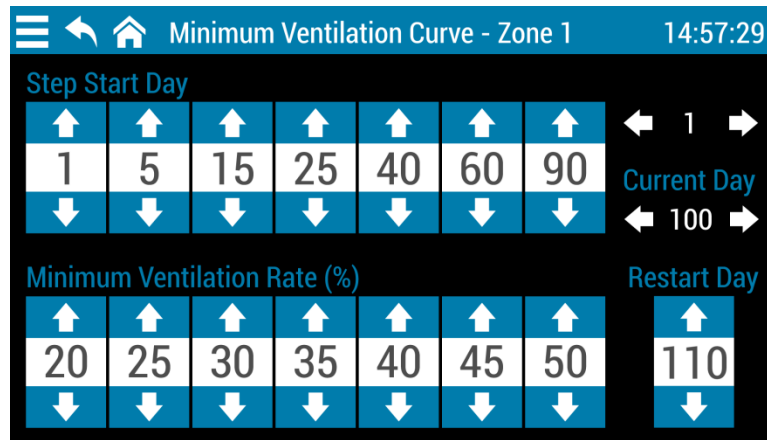 Minimum Ventilation Curve - Zone 1 14:57:29
Step Start Day
1 5 15 25 40 60 90
1
Current Day
100
Minimum Ventilation Rate (%)
20 25 30 35 40 45 50
Restart Day
110